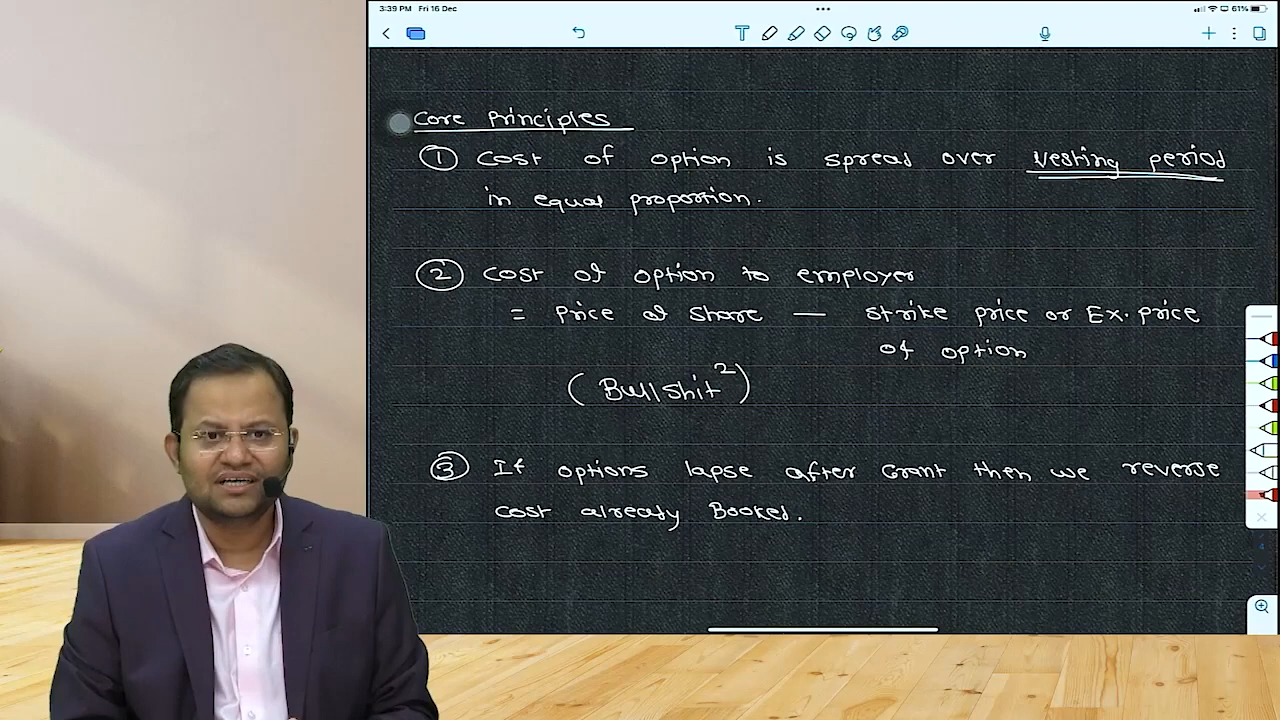 3:39 PM Fri 16 Dec
61%
Core Principles
① Cost of option is spread over vesting period
in equal proportion.
② Cost of option to employer
= Price of share — strike price or Ex. price
of option
(Bullshit²)
③ If options lapse after Grant then we reverse
cost already Booked.